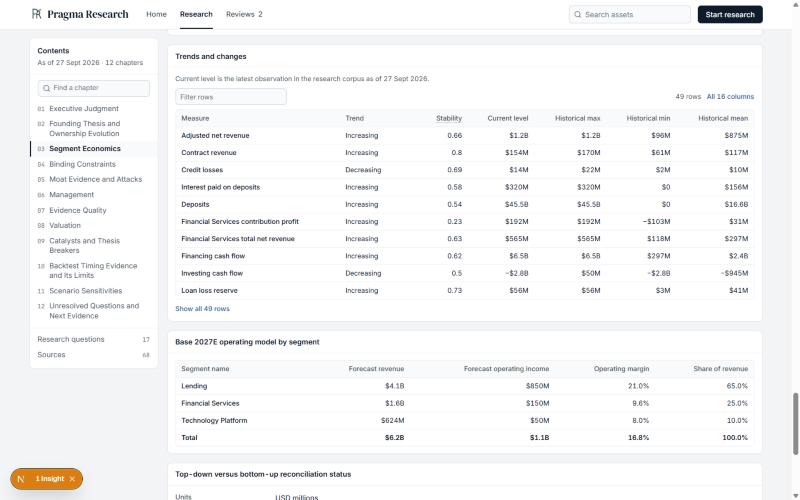 Pragma Research
Home
Research
Reviews 2
Search assets
Start research
Contents
As of 27 Sept 2026 · 12 chapters
Find a chapter
01 Executive Judgment
02 Founding Thesis and
Ownership Evolution
03 Segment Economics
04 Binding Constraints
05 Moat Evidence and Attacks
06 Management
07 Evidence Quality
08 Valuation
09 Catalysts and Thesis
Breakers
10 Backtest Timing Evidence
and Its Limits
11 Scenario Sensitivities
12 Unresolved Questions and
Next Evidence
Research questions 17
Sources 68
Trends and changes
Current level is the latest observation in the research corpus as of 27 Sept 2026.
Filter rows
49 rows All 16 columns
Measure Trend Stability Current level Historical max Historical min Historical mean
Adjusted net revenue Increasing 0.66 $1.2B $1.2B $96M $875M
Contract revenue Increasing 0.8 $154M $170M $61M $117M
Credit losses Decreasing 0.69 $14M $22M $2M $10M
Interest paid on deposits Increasing 0.58 $320M $320M $0 $156M
Deposits Increasing 0.54 $45.5B $45.5B $0 $16.6B
Financial Services contribution profit Increasing 0.23 $192M $192M −$103M $31M
Financial Services total net revenue Increasing 0.63 $565M $565M $118M $297M
Financing cash flow Increasing 0.62 $6.5B $6.5B $297M $2.4B
Investing cash flow Decreasing 0.5 −$2.8B $50M −$2.8B −$945M
Loan loss reserve Increasing 0.73 $56M $56M $3M $41M
Show all 49 rows
Base 2027E operating model by segment
Segment name Forecast revenue Forecast operating income Operating margin Share of revenue
Lending $4.1B $850M 21.0% 65.0%
Financial Services $1.6B $150M 9.6% 25.0%
Technology Platform $624M $50M 8.0% 10.0%
Total $6.2B $1.1B 16.8% 100.0%
Top-down versus bottom-up reconciliation status
Units USD millions
N 1 Insight ×